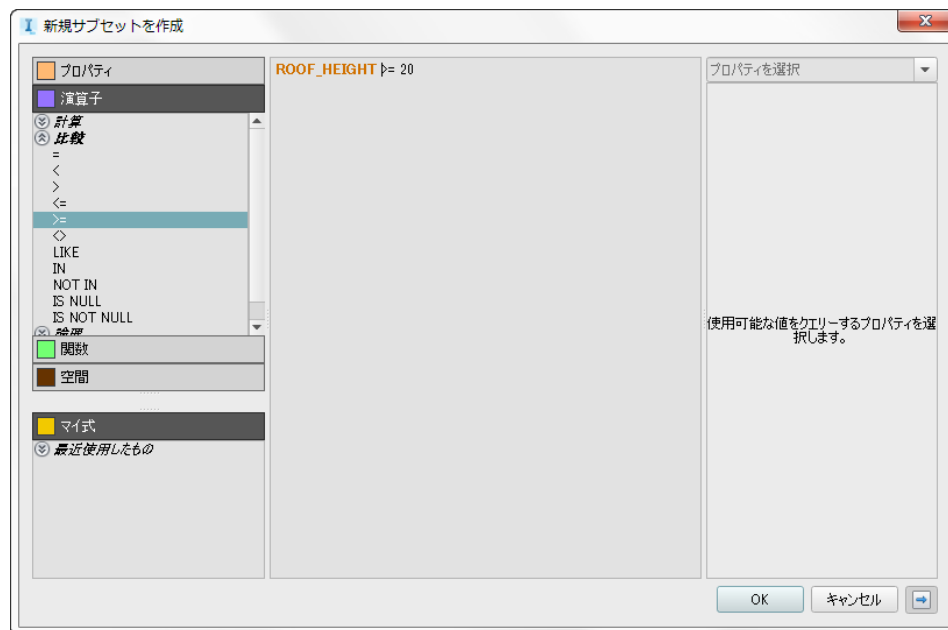 新規サブセットを作成
プロパティ
演算子
計算
比較
=
<
>
<=
>=
<>
LIKE
IN
NOT IN
IS NULL
IS NOT NULL
論理
関数
空間
マイ式
最近使用したもの
ROOF_HEIGHT >= 20
プロパティを選択
使用可能な値をクエリーするプロパティを選
択します。
OK
キャンセル